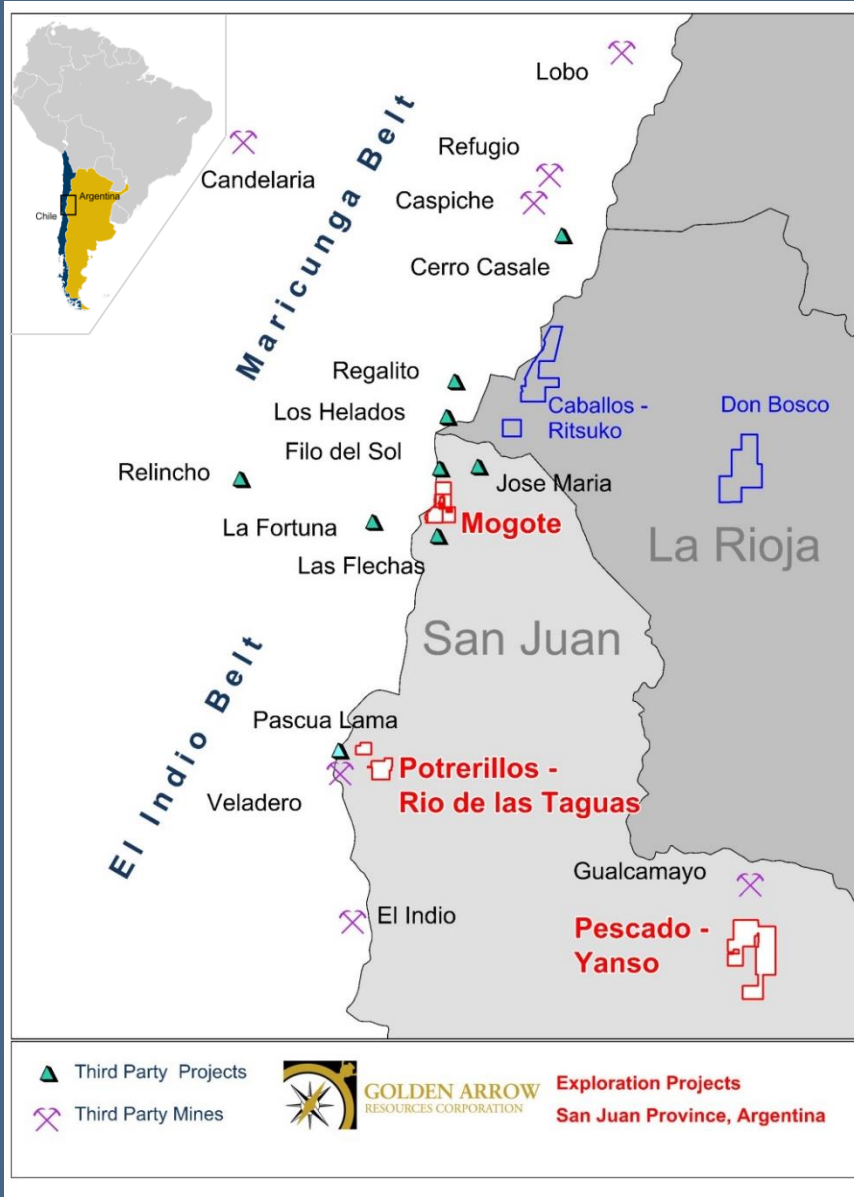 Argentina
Chile
Lobo
Maricunga Belt
Candelaria
Refugio
Caspiche
Cerro Casale
Regalito
Los Helados
Filo del Sol
Relincho
La Fortuna
Las Flechas
Jose Maria
Mogote
Caballos -
Ritsuko
Don Bosco
La Rioja
San Juan
El Indio Belt
Pascua Lama
Veladero
Potrerillos -
Rio de las Taguas
El Indio
Gualcamayo
Pescado -
Yanso
Third Party Projects
Third Party Mines
GOLDEN ARROW
RESOURCES CORPORATION
Exploration Projects
San Juan Province, Argentina